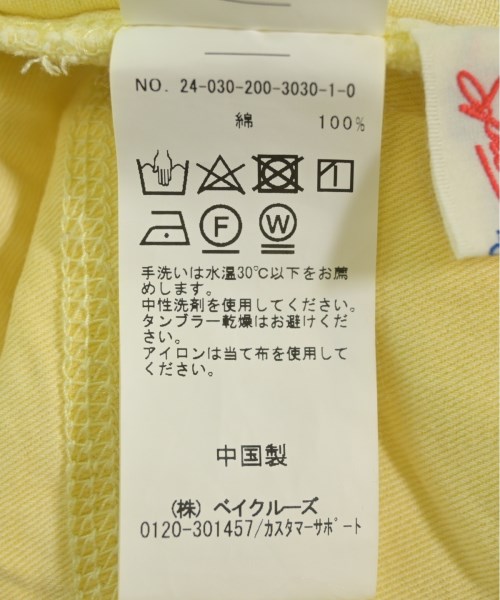 NO. 24-030-200-3030-1-0
綿 100%
F W
手洗いは水温30℃以下をお薦
めします。
中性洗剤を使用してください。
タンブラー乾燥はお避けくだ
さい。
アイロンは当て布を使用して
ください。
中国製
(株) ベイクルーズ
0120-301457/ｶｽﾀﾏｰｻﾎﾟｰﾄ